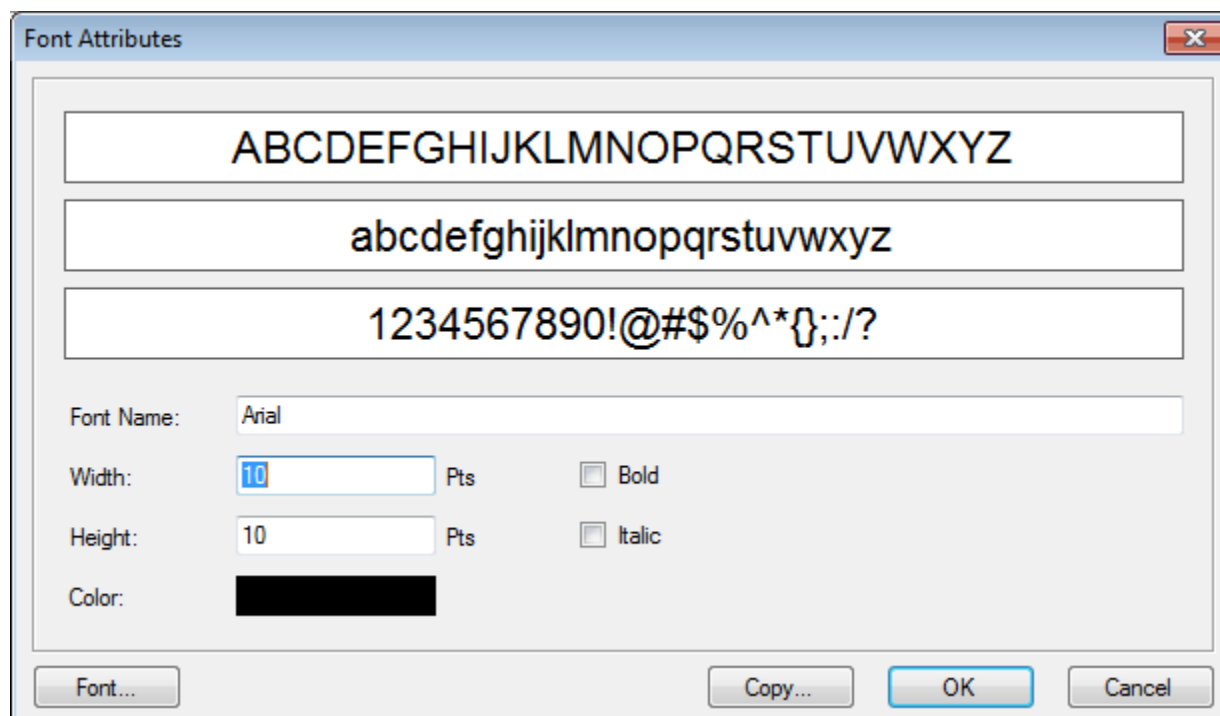 Font Attributes
ABCDEFGHIJKLMNOPQRSTUVWXYZ
abcdefghijklmnopqrstuvwxyz
1234567890!@#$%^*{};:/?
Font Name: Arial
Width: 10 Pts Bold
Height: 10 Pts Italic
Color:
Font... Copy... OK Cancel